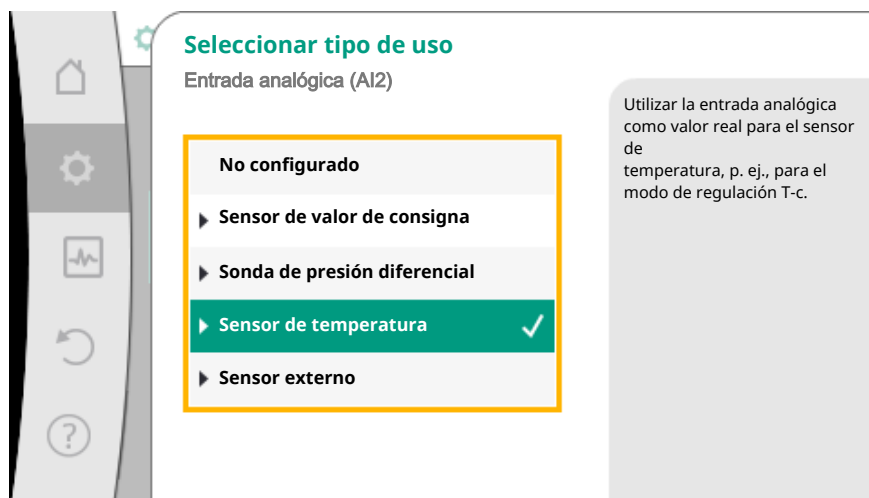 Seleccionar tipo de uso
Entrada analógica (AI2)
No configurado
Sensor de valor de consigna
Sonda de presión diferencial
Sensor de temperatura
Sensor externo
Utilizar la entrada analógica
como valor real para el sensor
de
temperatura, p. ej., para el
modo de regulación T-c.